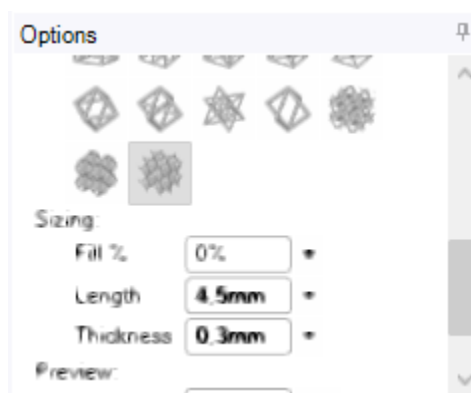 Options
Sizing:
Fill % 0%
Length 4.5mm
Thickness 0.3mm
Preview: